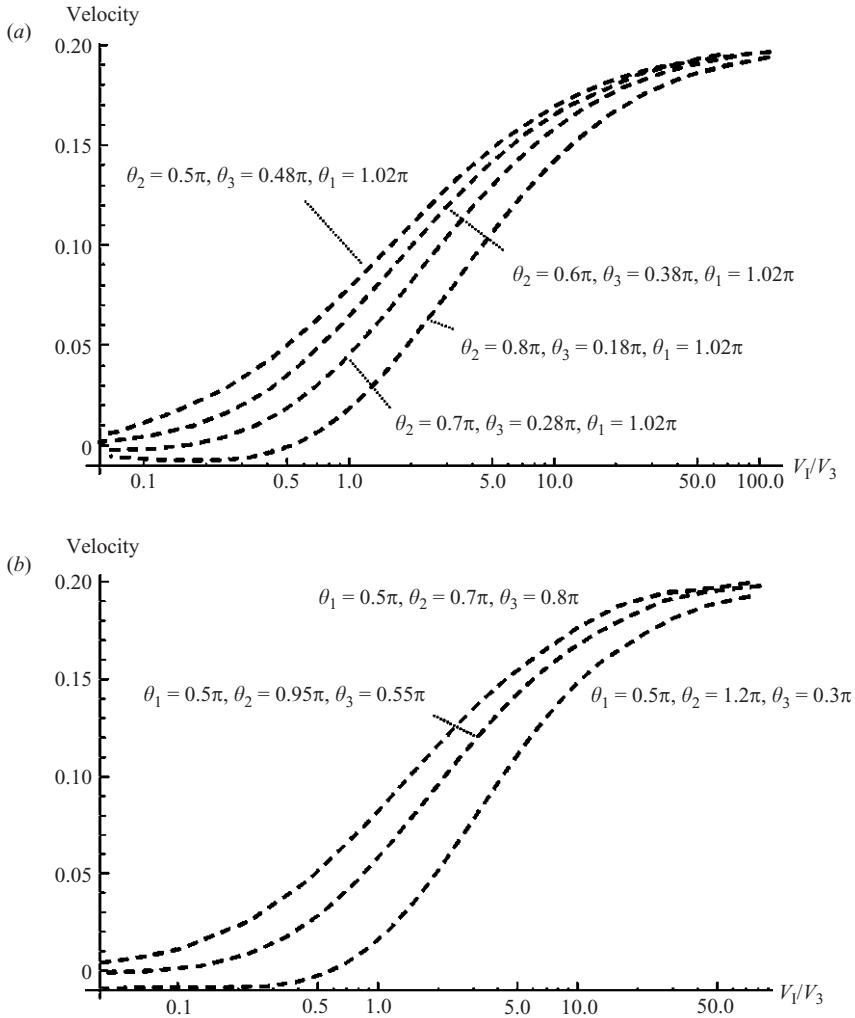 (a)
Velocity
0.20
0.15
0.10
0.05
0
θ2 = 0.5π, θ3 = 0.48π, θ1 = 1.02π
θ2 = 0.6π, θ3 = 0.38π, θ1 = 1.02π
θ2 = 0.8π, θ3 = 0.18π, θ1 = 1.02π
θ2 = 0.7π, θ3 = 0.28π, θ1 = 1.02π
0.1 0.5 1.0 5.0 10.0 50.0 100.0 V1/V3
(b)
Velocity
0.20
0.15
0.10
0.05
0
θ1 = 0.5π, θ2 = 0.7π, θ3 = 0.8π
θ1 = 0.5π, θ2 = 0.95π, θ3 = 0.55π
θ1 = 0.5π, θ2 = 1.2π, θ3 = 0.3π
0.1 0.5 1.0 5.0 10.0 50.0 V1/V3